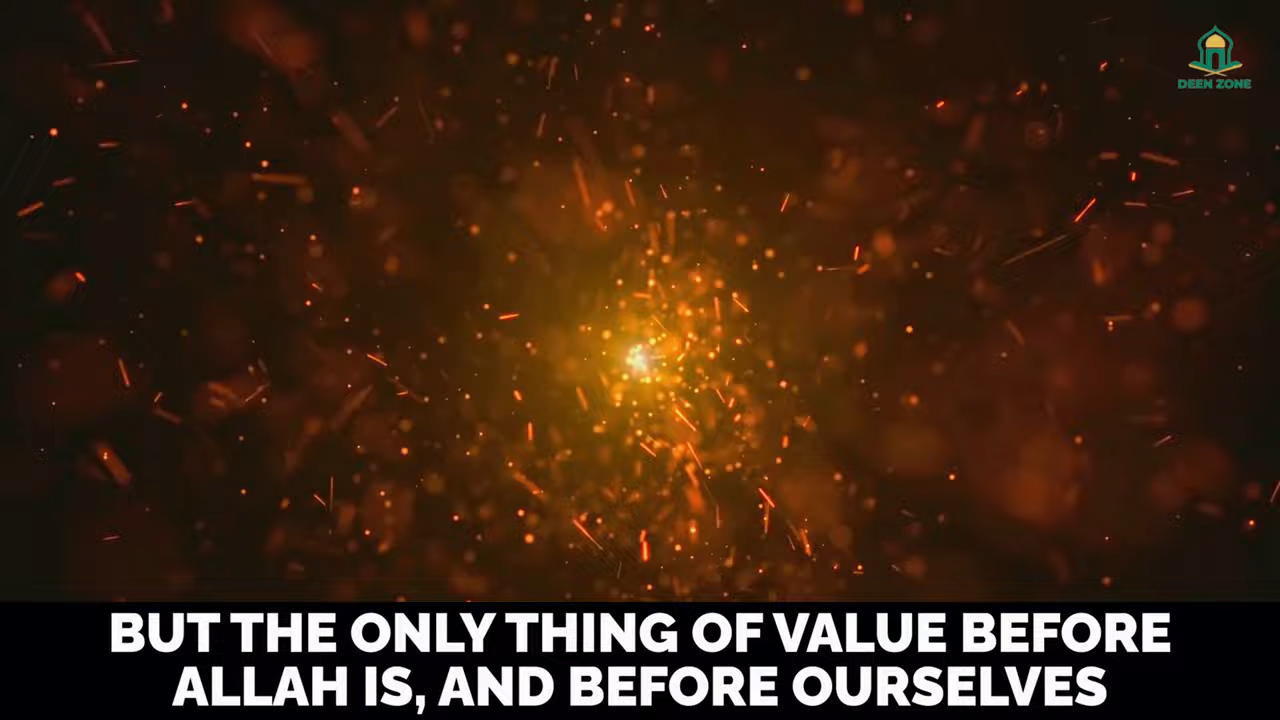 DEEN ZONE
BUT THE ONLY THING OF VALUE BEFORE
ALLAH IS, AND BEFORE OURSELVES